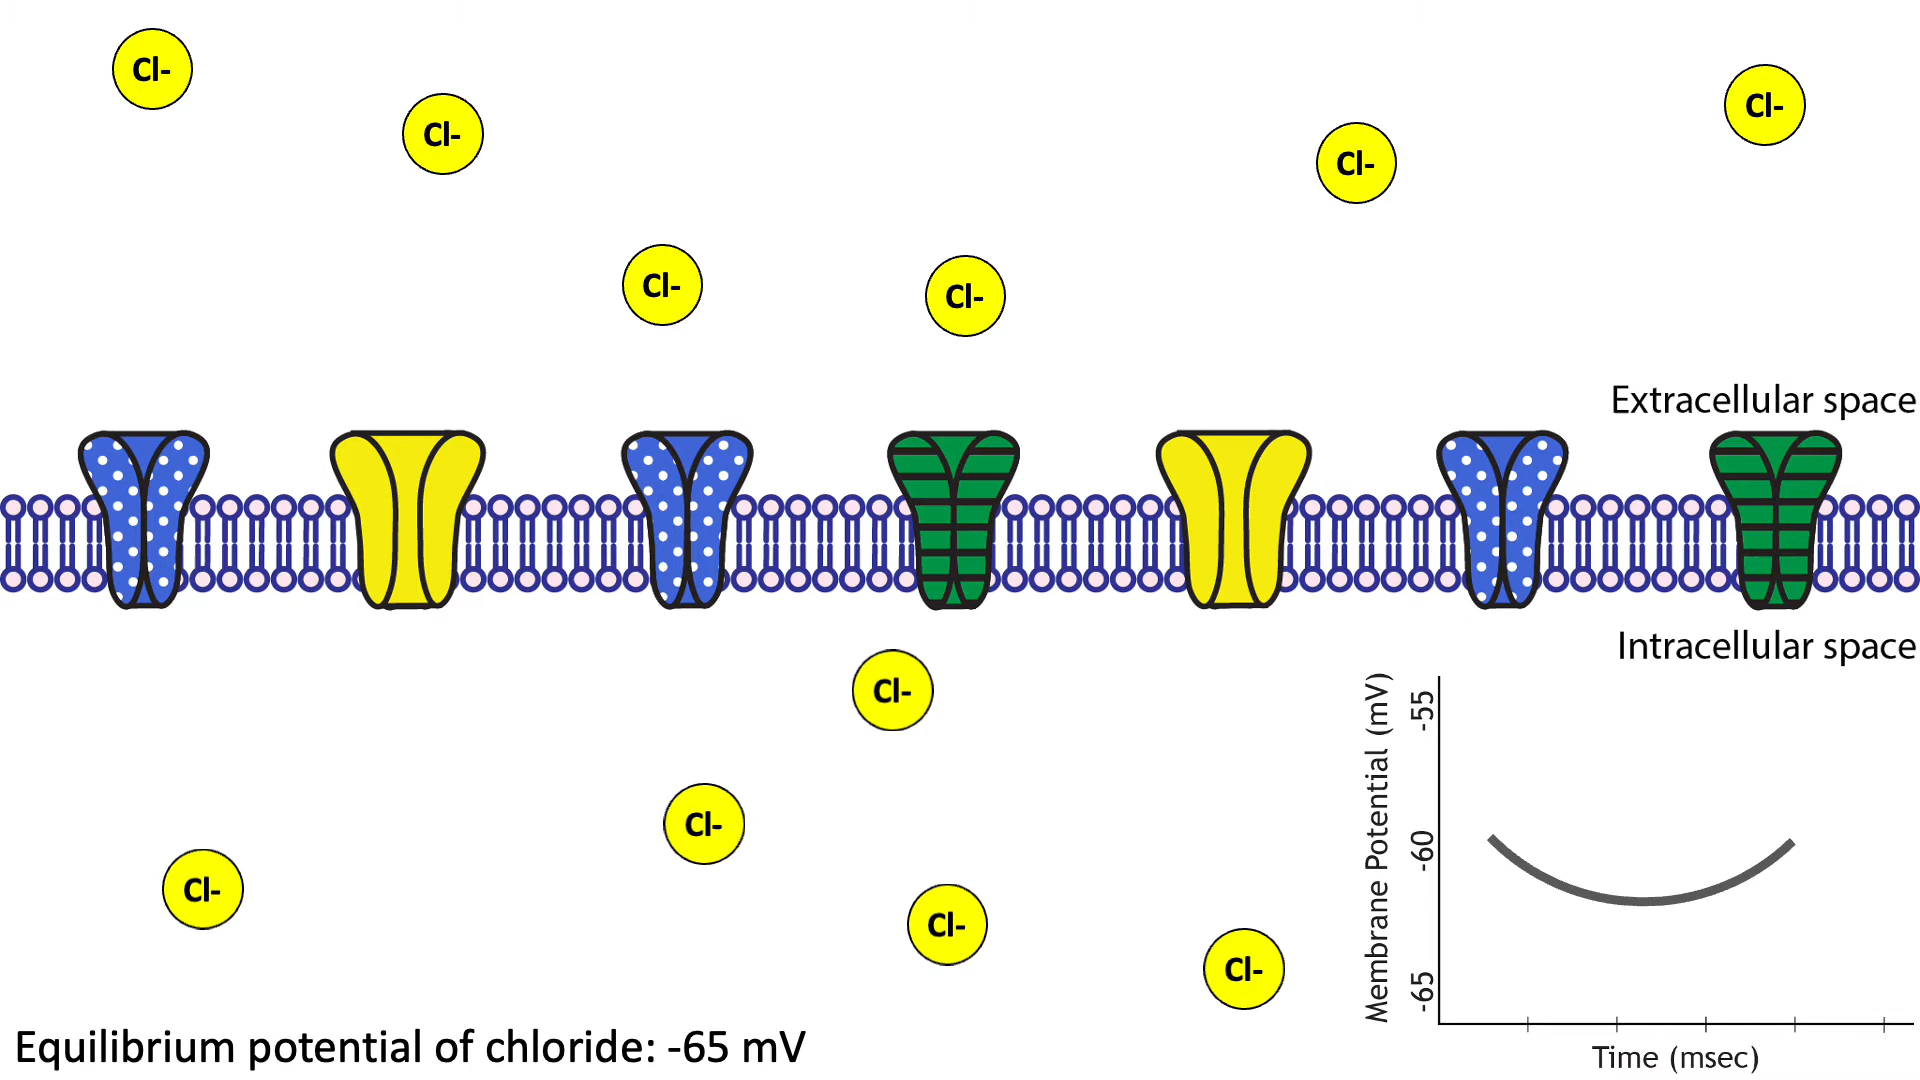 Cl-
Cl-
Cl-
Cl-
Cl-
Cl-
Extracellular space
Intracellular space
Cl-
Cl-
Cl-
Cl-
Cl-
Membrane Potential (mV)
-55
-60
-65
Time (msec)
Equilibrium potential of chloride: -65 mV